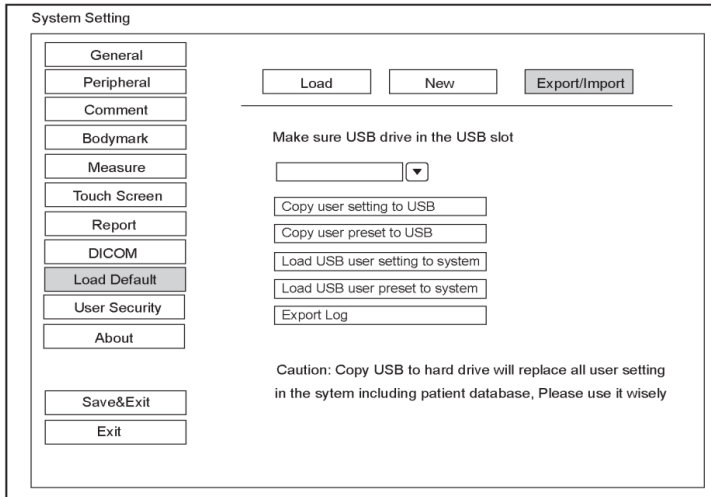 System Setting
General
Peripheral
Comment
Bodymark
Measure
Touch Screen
Report
DICOM
Load Default
User Security
About
Save&Exit
Exit
Load
New
Export/Import
Make sure USB drive in the USB slot
Copy user setting to USB
Copy user preset to USB
Load USB user setting to system
Load USB user preset to system
Export Log
Caution: Copy USB to hard drive will replace all user setting
in the sytem including patient database, Please use it wisely